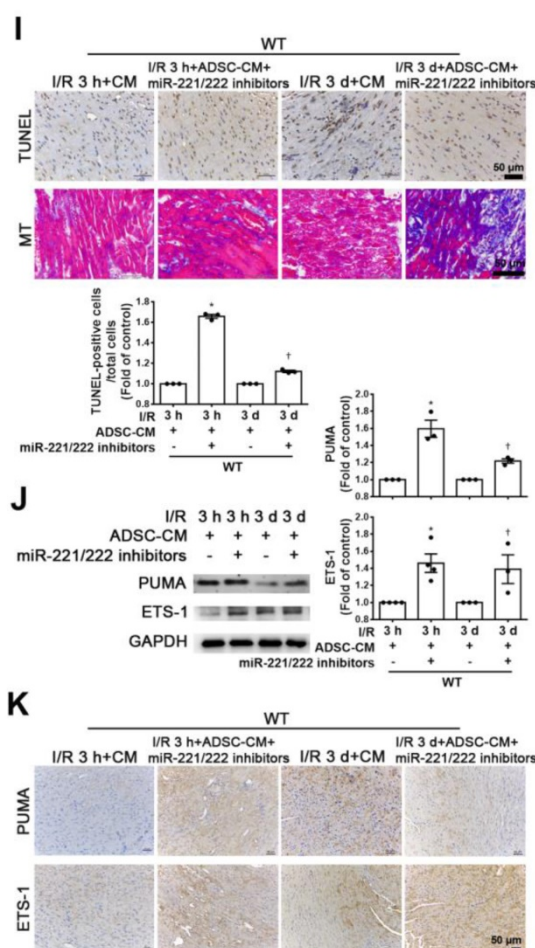 I
WT
I/R 3 h+CM I/R 3 h+ADSC-CM+ miR-221/222 inhibitors I/R 3 d+CM I/R 3 d+ADSC-CM+ miR-221/222 inhibitors
TUNEL
50 µm
MT
50 µm
TUNEL-positive cells
/total cells
(Fold of control)
1.8
1.6
1.4
1.2
1.0
0.8
* †
I/R 3 h 3 h 3 d 3 d
ADSC-CM + + + +
miR-221/222 inhibitors - + - +
WT
PUMA
(Fold of control)
2.0
1.8
1.6
1.4
1.2
1.0
0.8
* †
J
I/R 3 h 3 h 3 d 3 d
ADSC-CM + + + +
miR-221/222 inhibitors - + - +
PUMA
ETS-1
GAPDH
ETS-1
(Fold of control)
2.0
1.8
1.6
1.4
1.2
1.0
0.8
* †
I/R 3 h 3 h 3 d 3 d
ADSC-CM + + + +
miR-221/222 inhibitors - + - +
WT
K
WT
I/R 3 h+CM I/R 3 h+ADSC-CM+ miR-221/222 inhibitors I/R 3 d+CM I/R 3 d+ADSC-CM+ miR-221/222 inhibitors
PUMA
ETS-1
50 µm